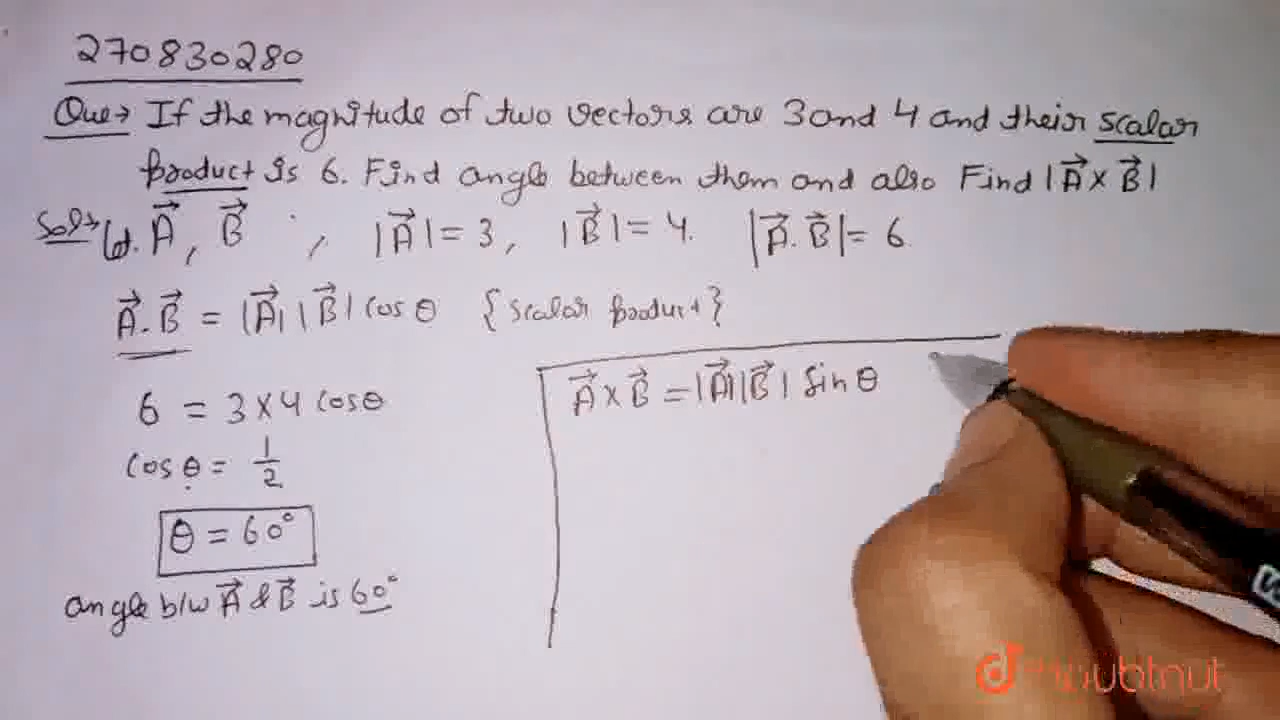 270830280
Que→ If the magnitude of two vectors are 3 and 4 and their scalar
product is 6. Find angle between them and also Find |A⃗ × B⃗|
Sol→ let. A⃗, B⃗ ; , |A⃗| = 3, |B⃗| = 4. |A⃗. B⃗| = 6.
A⃗. B⃗ = |A⃗| |B⃗| cos θ {scalar product}
6 = 3 × 4 cosθ
cos θ = 1/2
θ = 60°
angle b/w A⃗ & B⃗ is 60°
A⃗ × B⃗ = |A⃗| |B⃗| sin θ
doubtnut